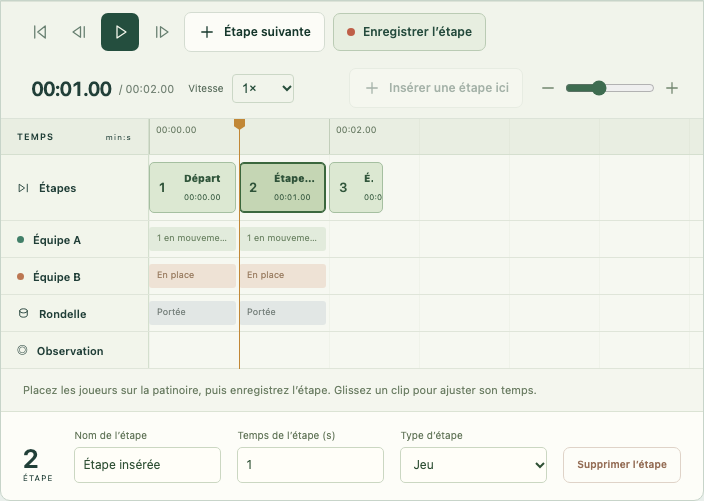 Étape suivante
Enregistrer l'étape
00:01.00 / 00:02.00 Vitesse 1×
Insérer une étape ici
TEMPS min:s 00:00.00 00:02.00
Étapes
1 Départ 00:00.00
2 Étape... 00:01.00
3 É. 00:0
Équipe A 1 en mouveme... 1 en mouveme...
Équipe B En place En place
Rondelle Portée Portée
Observation
Placez les joueurs sur la patinoire, puis enregistrez l'étape. Glissez un clip pour ajuster son temps.
2 ÉTAPE
Nom de l'étape
Étape insérée
Temps de l'étape (s)
1
Type d'étape
Jeu
Supprimer l'étape